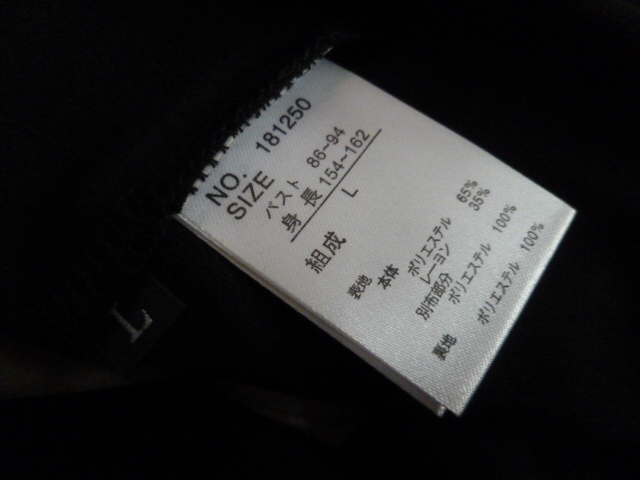 NO. 181250
SIZE
バスト 86~94
身長 154~162
L
組成
表地 本体 ポリエステル 65%
レーヨン 35%
別布部分 ポリエステル 100%
裏地 ポリエステル 100%
L